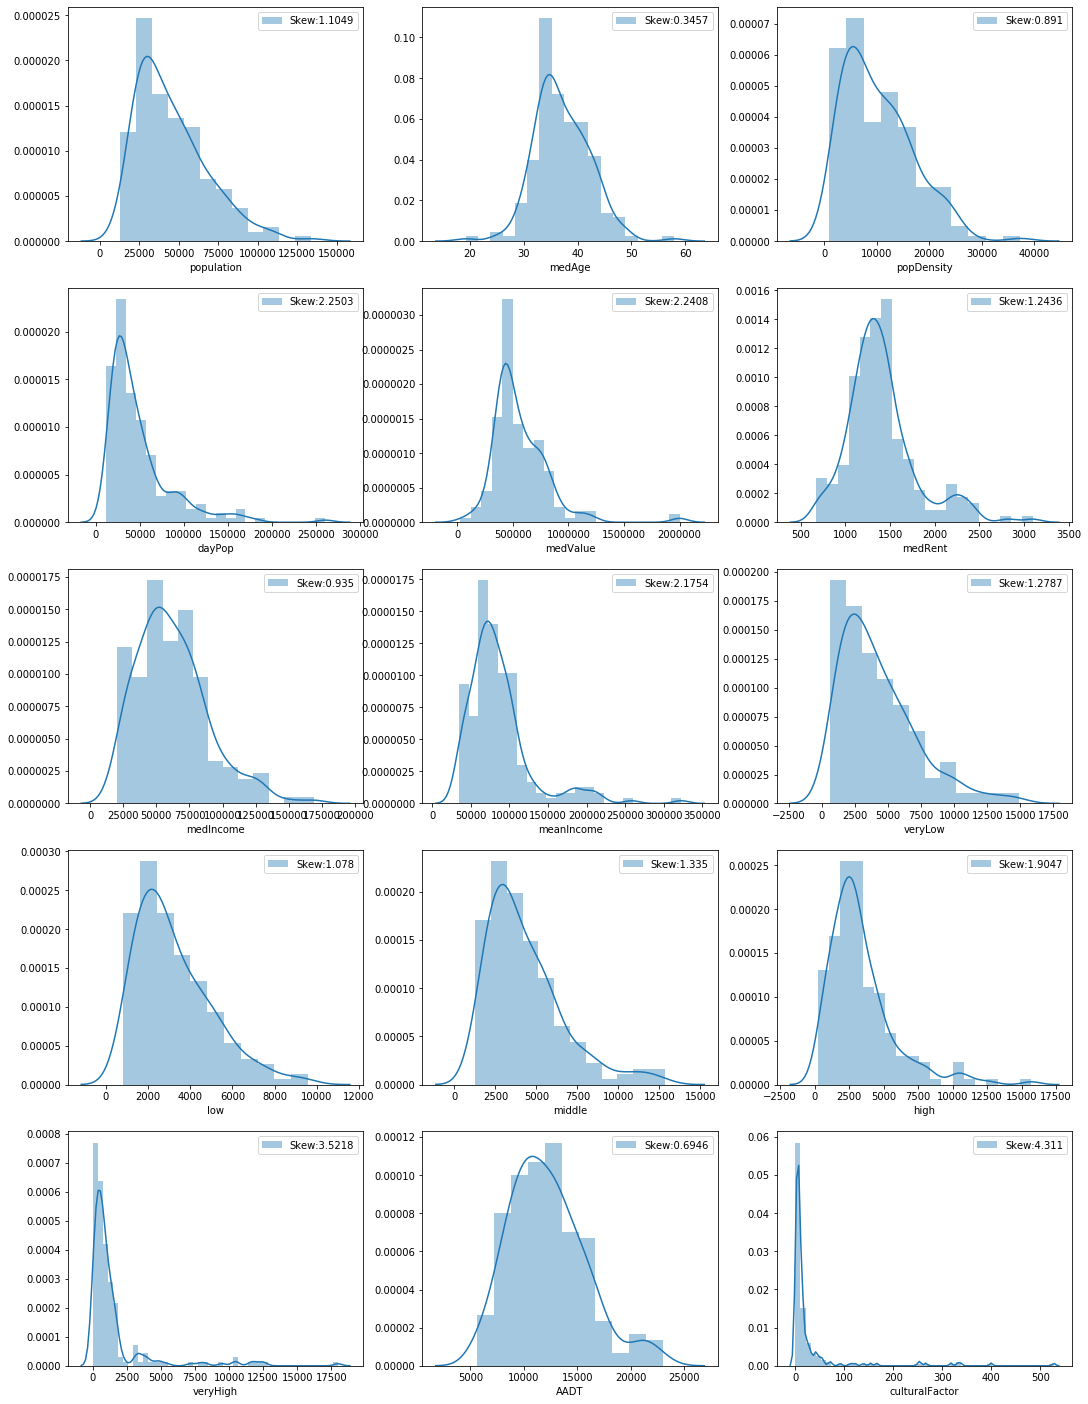 Skew:1.1049
0.000025
0.000020
0.000015
0.000010
0.000005
0.000000
0 25000 50000 75000 100000 125000 150000
population
Skew:0.3457
0.10
0.08
0.06
0.04
0.02
0.00
20 30 40 50 60
medAge
Skew:0.891
0.00007
0.00006
0.00005
0.00004
0.00003
0.00002
0.00001
0.00000
0 10000 20000 30000 40000
popDensity
Skew:2.2503
0.000020
0.000015
0.000010
0.000005
0.000000
0 50000 100000 150000 200000 250000 300000
dayPop
Skew:2.2408
0.0000030
0.0000025
0.0000020
0.0000015
0.0000010
0.0000005
0.0000000
0 500000 1000000 1500000 2000000
medValue
Skew:1.2436
0.0016
0.0014
0.0012
0.0010
0.0008
0.0006
0.0004
0.0002
0.0000
500 1000 1500 2000 2500 3000 3500
medRent
Skew:0.935
0.0000175
0.0000150
0.0000125
0.0000100
0.0000075
0.0000050
0.0000025
0.0000000
0 25000 50000 75000 100000 125000 150000 175000 200000
medIncome
Skew:2.1754
0.0000175
0.0000150
0.0000125
0.0000100
0.0000075
0.0000050
0.0000025
0.0000000
0 50000 100000 150000 200000 250000 300000 350000
meanIncome
Skew:1.2787
0.000200
0.000175
0.000150
0.000125
0.000100
0.000075
0.000050
0.000025
0.000000
−2500 0 2500 5000 7500 10000 12500 15000 17500
veryLow
Skew:1.078
0.00030
0.00025
0.00020
0.00015
0.00010
0.00005
0.00000
0 2000 4000 6000 8000 10000 12000
low
Skew:1.335
0.00020
0.00015
0.00010
0.00005
0.00000
0 2500 5000 7500 10000 12500 15000
middle
Skew:1.9047
0.00025
0.00020
0.00015
0.00010
0.00005
0.00000
−2500 0 2500 5000 7500 10000 12500 15000 17500
high
Skew:3.5218
0.0008
0.0007
0.0006
0.0005
0.0004
0.0003
0.0002
0.0001
0.0000
0 2500 5000 7500 10000 12500 15000 17500
veryHigh
Skew:0.6946
0.00012
0.00010
0.00008
0.00006
0.00004
0.00002
0.00000
5000 10000 15000 20000 25000
AADT
Skew:4.311
0.06
0.05
0.04
0.03
0.02
0.01
0.00
0 100 200 300 400 500
culturalFactor